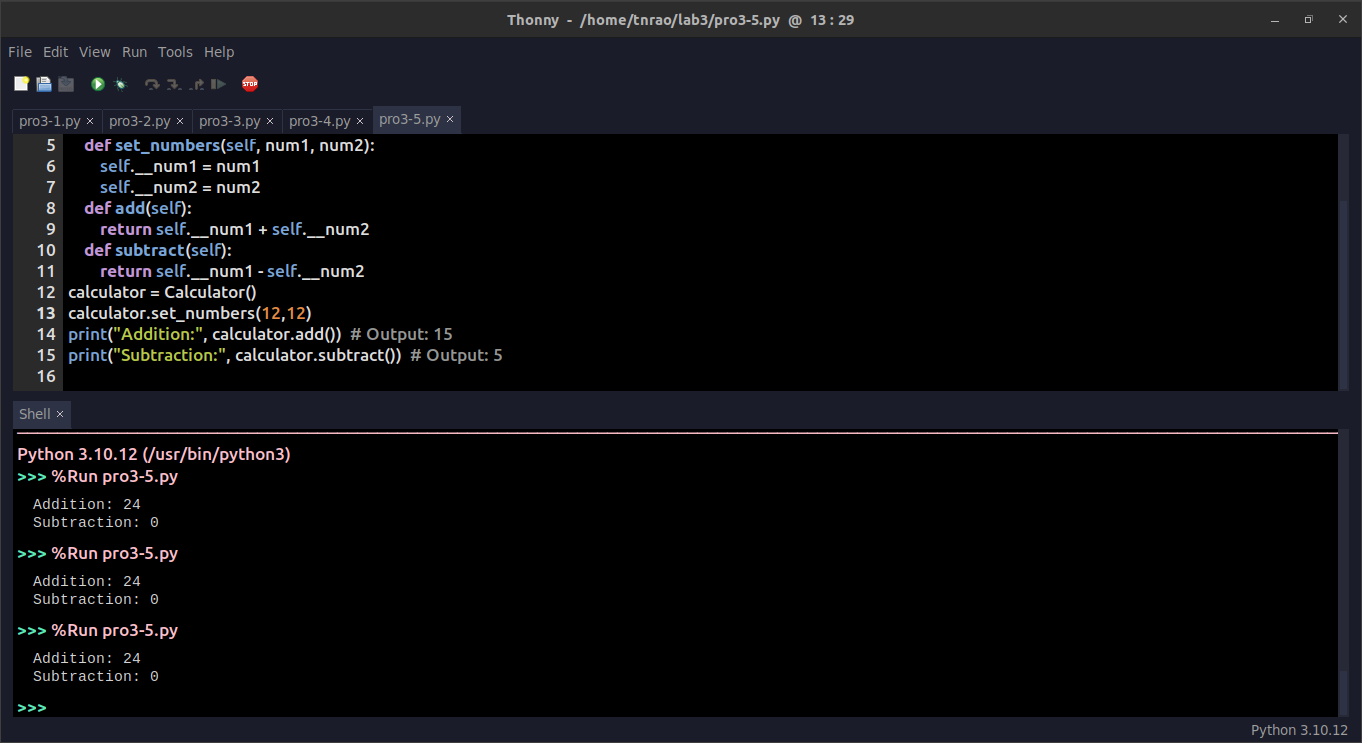 Thonny - /home/tnrao/lab3/pro3-5.py @ 13 : 29
File Edit View Run Tools Help
STOP
pro3-1.py × pro3-2.py × pro3-3.py × pro3-4.py × pro3-5.py ×
5 def set_numbers(self, num1, num2):
6 self.__num1 = num1
7 self.__num2 = num2
8 def add(self):
9 return self.__num1 + self.__num2
10 def subtract(self):
11 return self.__num1 - self.__num2
12 calculator = Calculator()
13 calculator.set_numbers(12,12)
14 print("Addition:", calculator.add()) # Output: 15
15 print("Subtraction:", calculator.subtract()) # Output: 5
16
Shell ×
Python 3.10.12 (/usr/bin/python3)
>>> %Run pro3-5.py
Addition: 24
Subtraction: 0
>>> %Run pro3-5.py
Addition: 24
Subtraction: 0
>>> %Run pro3-5.py
Addition: 24
Subtraction: 0
>>>
Python 3.10.12